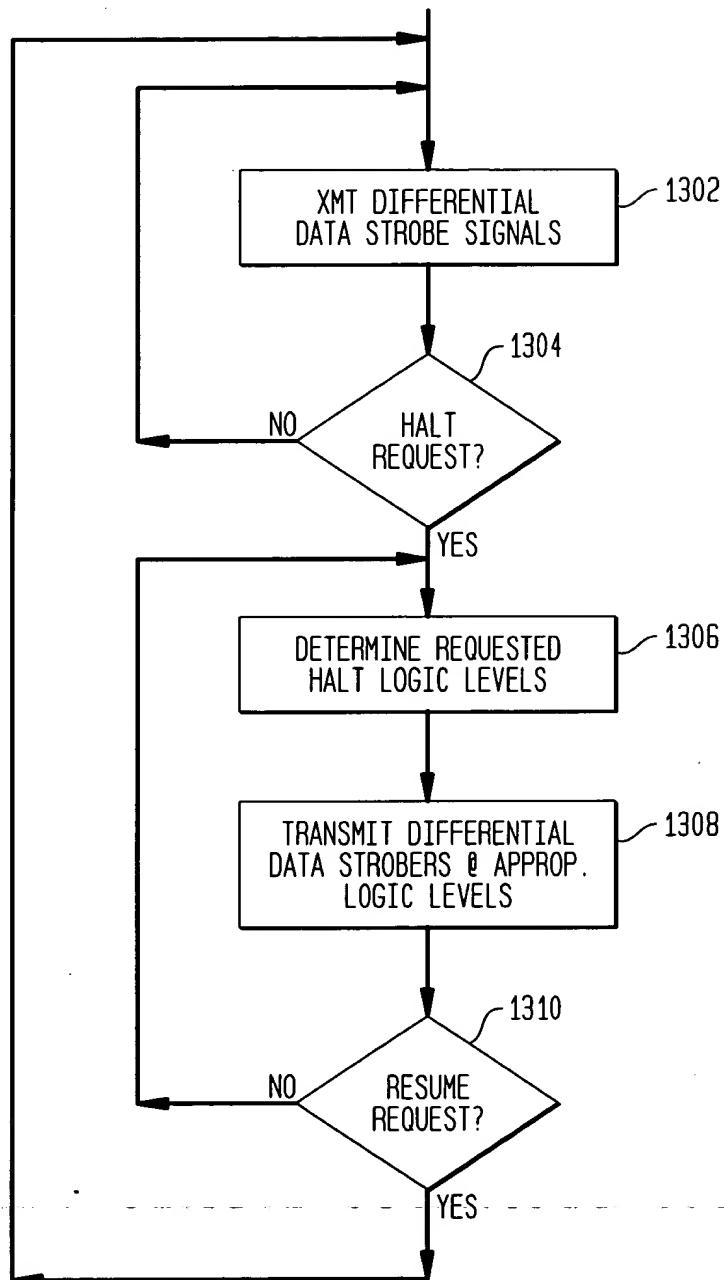 XMT DIFFERENTIAL
DATA STROBE SIGNALS
1302
1304
HALT
REQUEST?
NO
YES
DETERMINE REQUESTED
HALT LOGIC LEVELS
1306
TRANSMIT DIFFERENTIAL
DATA STROBERS @ APPROP.
LOGIC LEVELS
1308
1310
RESUME
REQUEST?
NO
YES